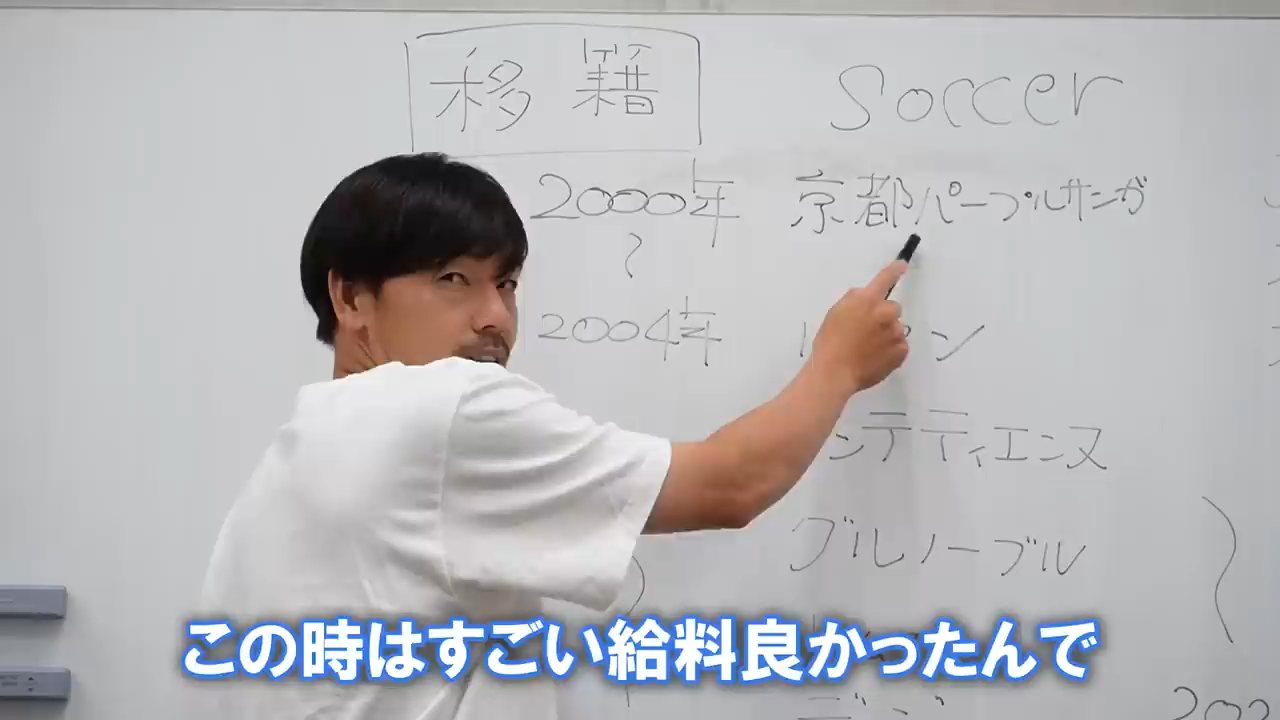 移籍
Soccer
2000年 京都パープルサンガ
〜
2004年
ンテティエンヌ
グルノーブル
この時はすごい給料良かったんで